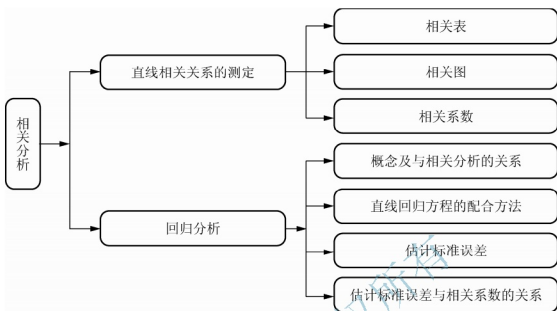 相关分析
直线相关关系的测定
相关表
相关图
相关系数
回归分析
概念及与相关分析的关系
直线回归方程的配合方法
估计标准误差
估计标准误差与相关系数的关系
所有